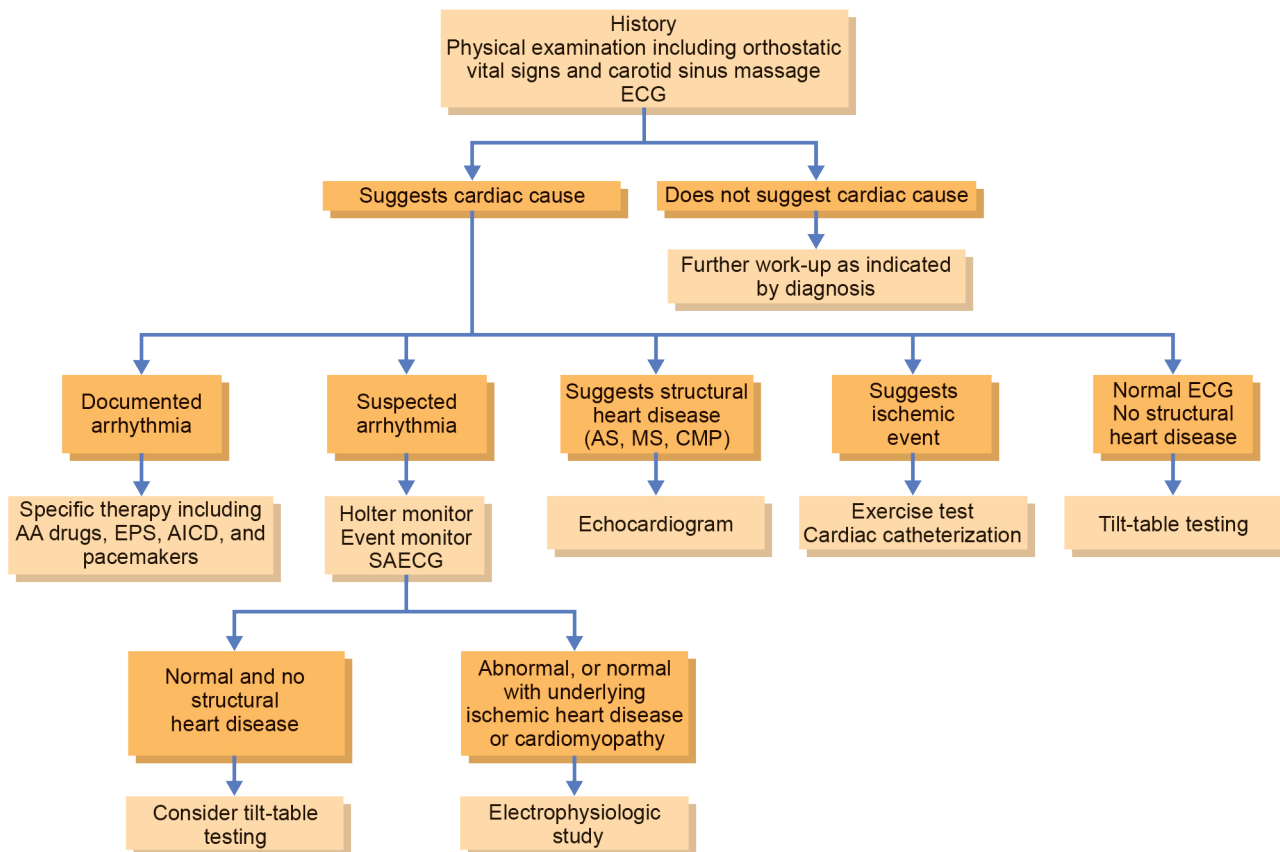 History
Physical examination including orthostatic
vital signs and carotid sinus massage
ECG
Suggests cardiac cause
Does not suggest cardiac cause
Further work-up as indicated
by diagnosis
Documented
arrhythmia
Suspected
arrhythmia
Suggests structural
heart disease
(AS, MS, CMP)
Suggests
ischemic
event
Normal ECG
No structural
heart disease
Specific therapy including
AA drugs, EPS, AICD, and
pacemakers
Holter monitor
Event monitor
SAECG
Echocardiogram
Exercise test
Cardiac catheterization
Tilt-table testing
Normal and no
structural
heart disease
Abnormal, or normal
with underlying
ischemic heart disease
or cardiomyopathy
Consider tilt-table
testing
Electrophysiologic
study